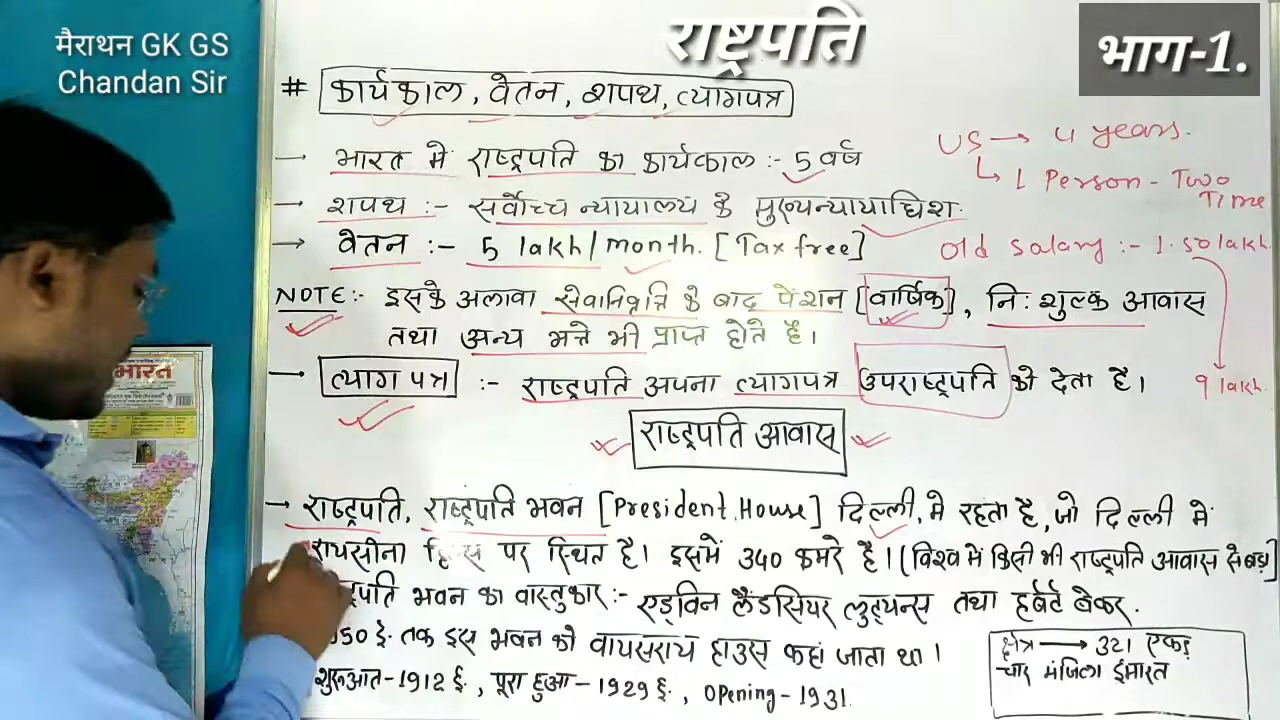 मैराथन GK GS
Chandan Sir
राष्ट्रपति
भाग-1.
# कार्यकाल, वेतन, शपथ, त्यागपत्र
→ भारत में राष्ट्रपति का कार्यकाल :- 5 वर्ष
US → 4 years.
↳ 1 Person - Two Time
→ शपथ :- सर्वोच्च न्यायालय के मुख्यन्यायाधिश.
→ वेतन :- 5 lakh/month. [Tax free]
Old salary :- 1.50 lakh.
NOTE :- इसके अलावा सेवानिवृत्ति के बाद पेंशन [वार्षिक], निः शुल्क आवास
तथा अन्य भत्ते भी प्राप्त होते है।
→ त्याग पत्र :- राष्ट्रपति अपना त्यागपत्र उपराष्ट्रपति को देता है।
9 lakh.
राष्ट्रपति आवास
→ राष्ट्रपति, राष्ट्रपति भवन [President.House] दिल्ली, मे रहता है, जो दिल्ली में
रायसीना पर स्थित है। इसमें 340 कमरे है। (विश्व में किसी भी राष्ट्रपति आवास से बड़ा]
भवन का वास्तुकार :- एड्विन लैंडसियर लुट्यन्स तथा हर्बर्ट बेकर.
ई. तक इस भवन को वायसराय हाउस कहां जाता था।
शुरूआत-1912 ई., पूरा हुआ-1929 ई., Opening-1931.
क्षेत्र → 321 एकड़
चार मंजिला इमारत
भारत